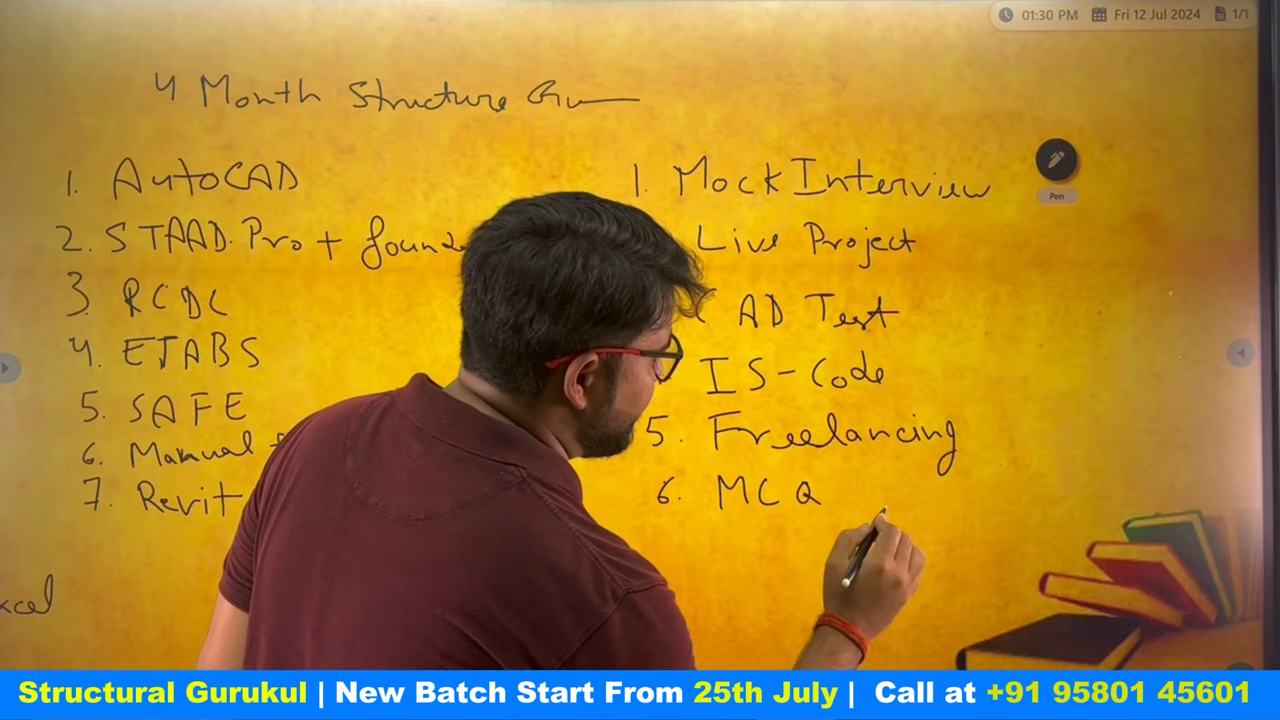 01:30 PM Fri 12 Jul 2024 1/1
4 Month Structure
1. AutoCAD
2. STAAD.Pro +
3. RCDC
4. ETABS
5. SAFE
6. Manual +
7. Revit
1. Mock Interview
Live Project
AD Test
IS-Code
5. Freelancing
6. MCQ
Pen
Structural Gurukul | New Batch Start From 25th July | Call at +91 95801 45601